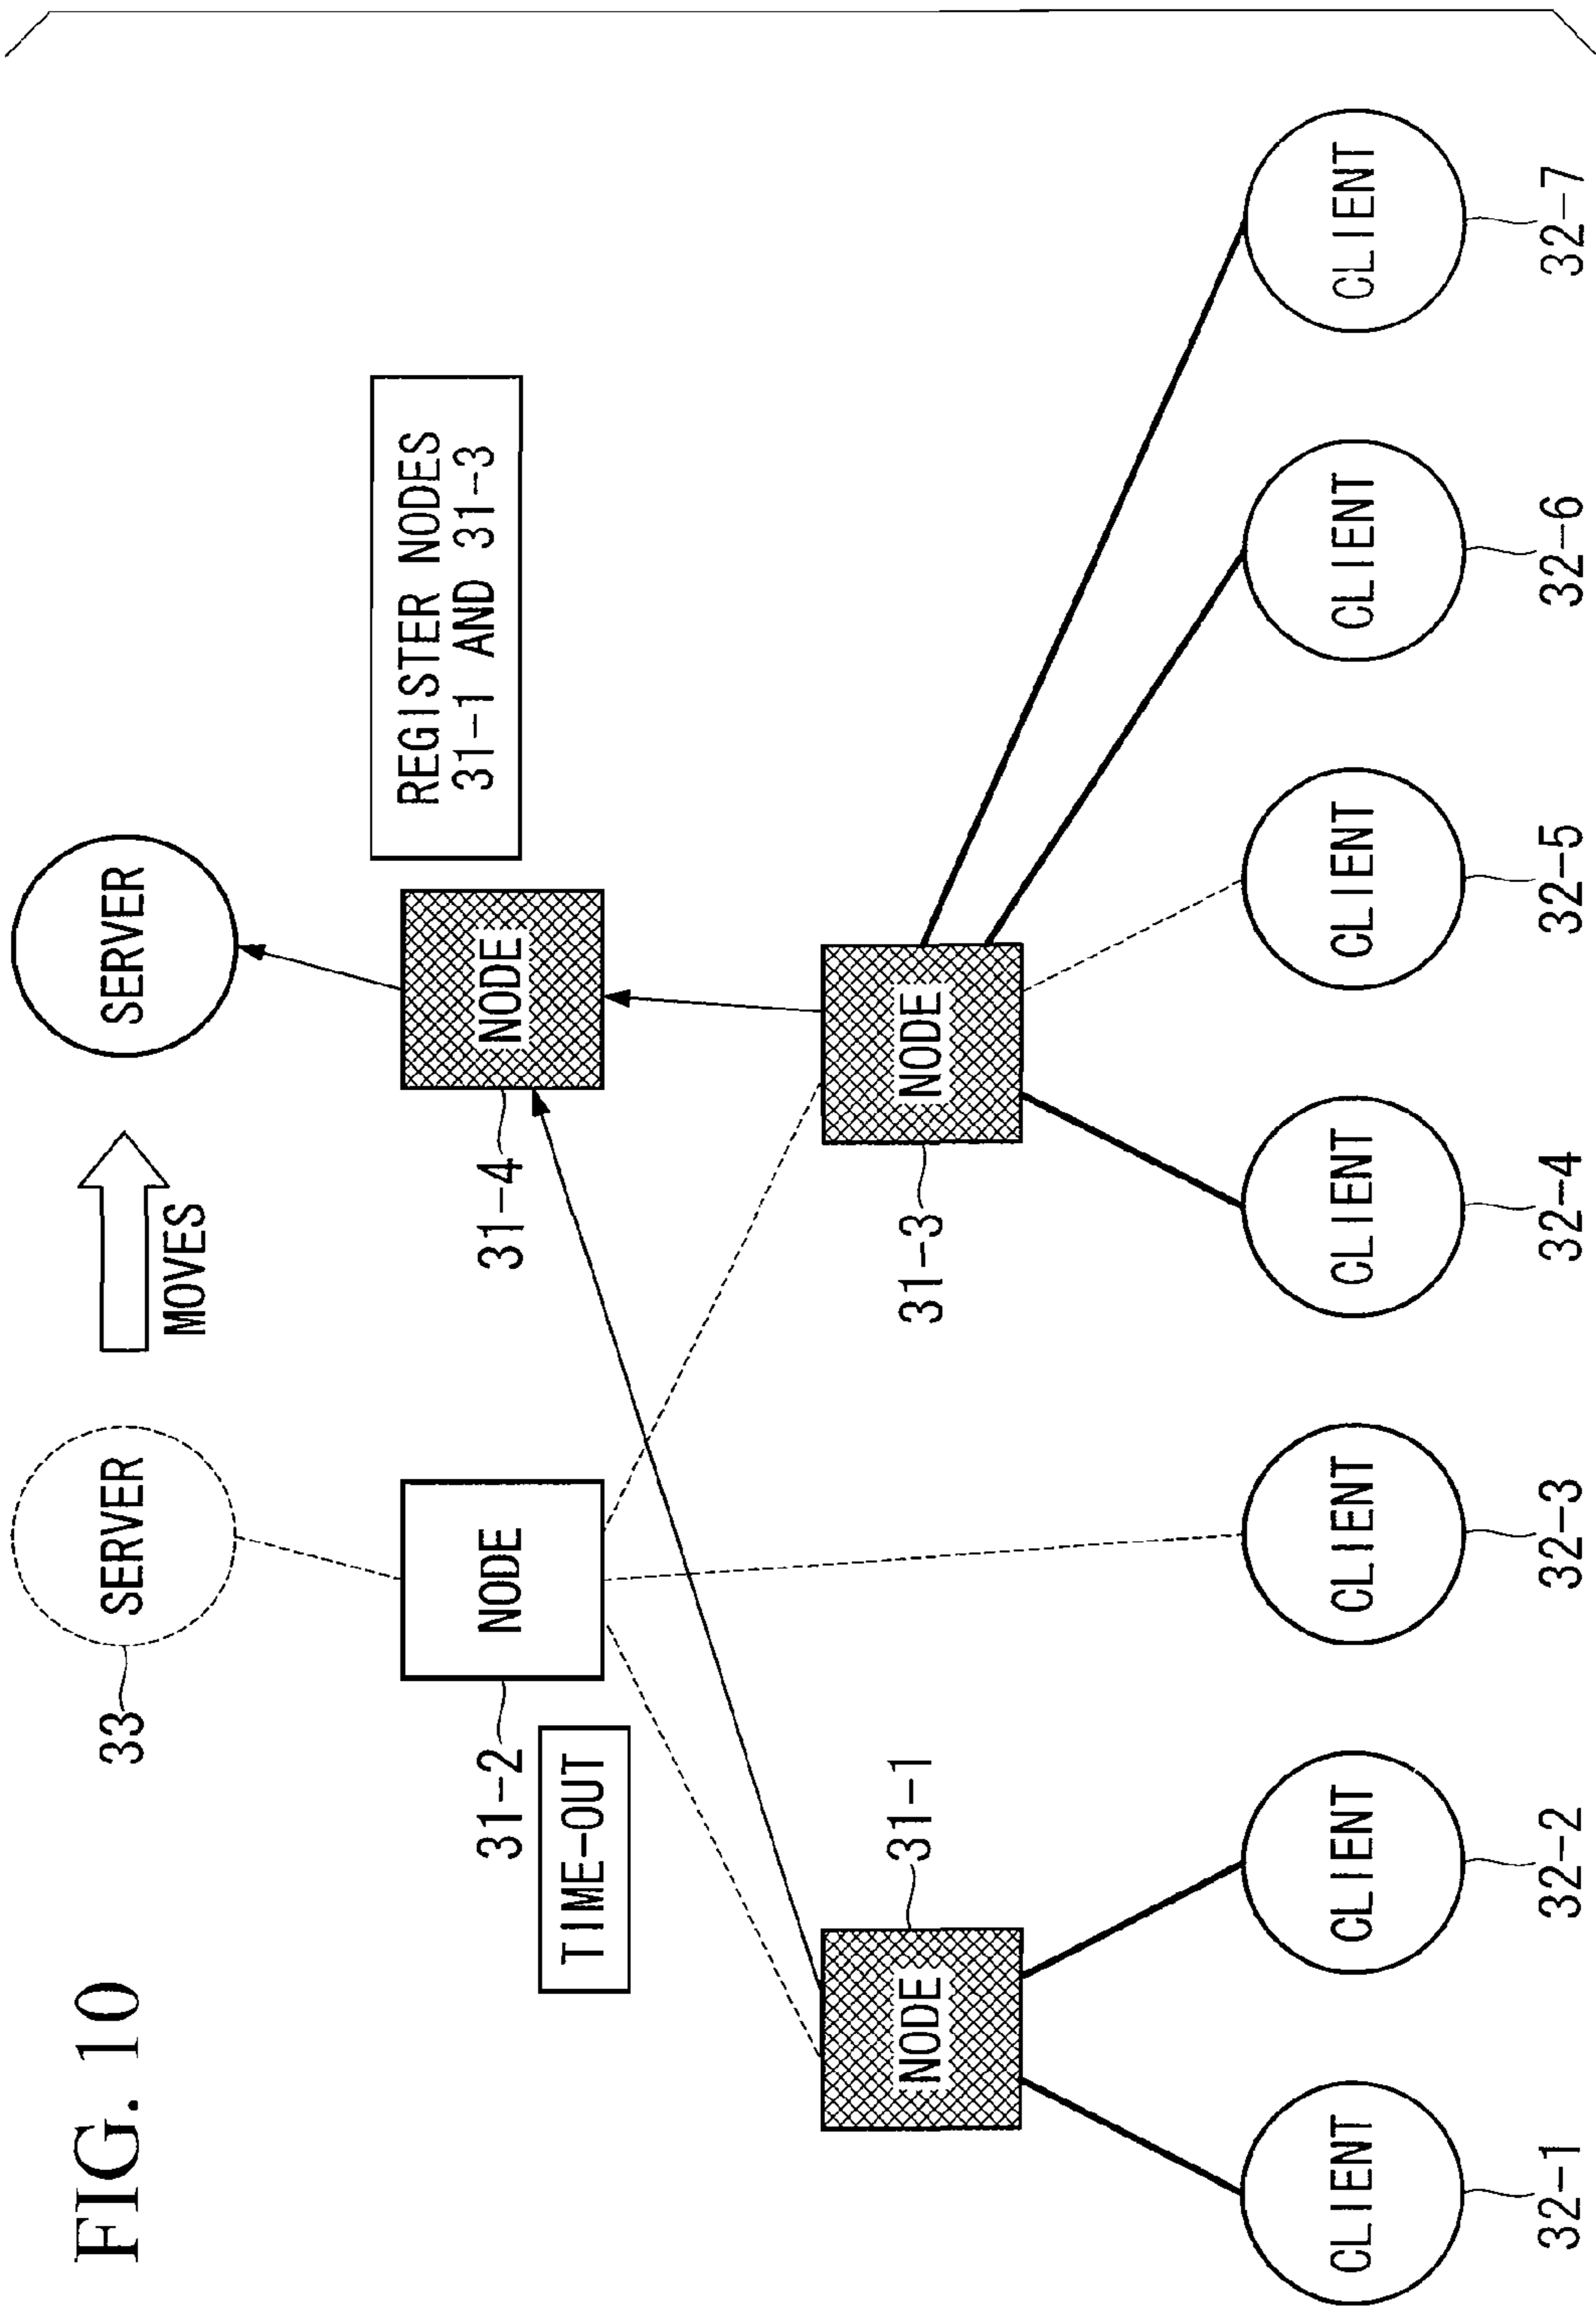 FIG. 10
33
SERVER
MOVES
SERVER
31-2
NODE
TIME-OUT
31-4
NODE
REGISTER NODES
31-1 AND 31-3
31-1
NODE
31-3
NODE
CLIENT
CLIENT
CLIENT
CLIENT
CLIENT
CLIENT
CLIENT
32-1
32-2
32-3
32-4
32-5
32-6
32-7